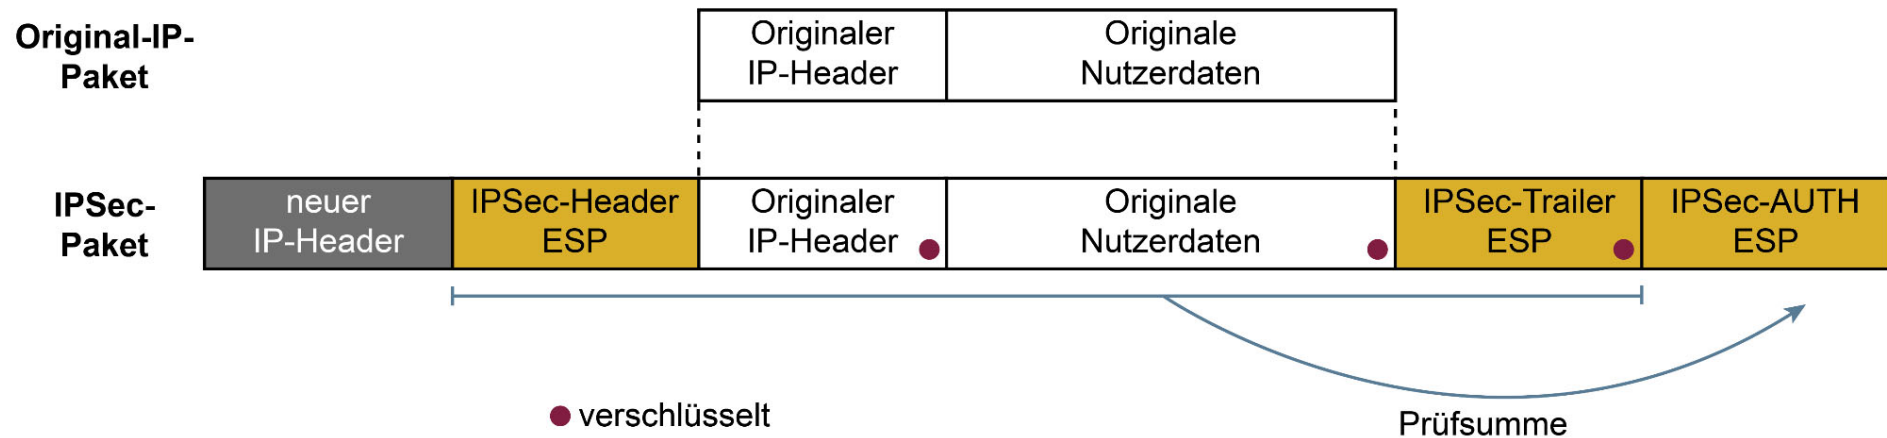 Original-IP-
Paket
Originaler
IP-Header
Originale
Nutzerdaten
IPSec-
Paket
neuer
IP-Header
IPSec-Header
ESP
Originaler
IP-Header
Originale
Nutzerdaten
IPSec-Trailer
ESP
IPSec-AUTH
ESP
verschlüsselt
Prüfsumme